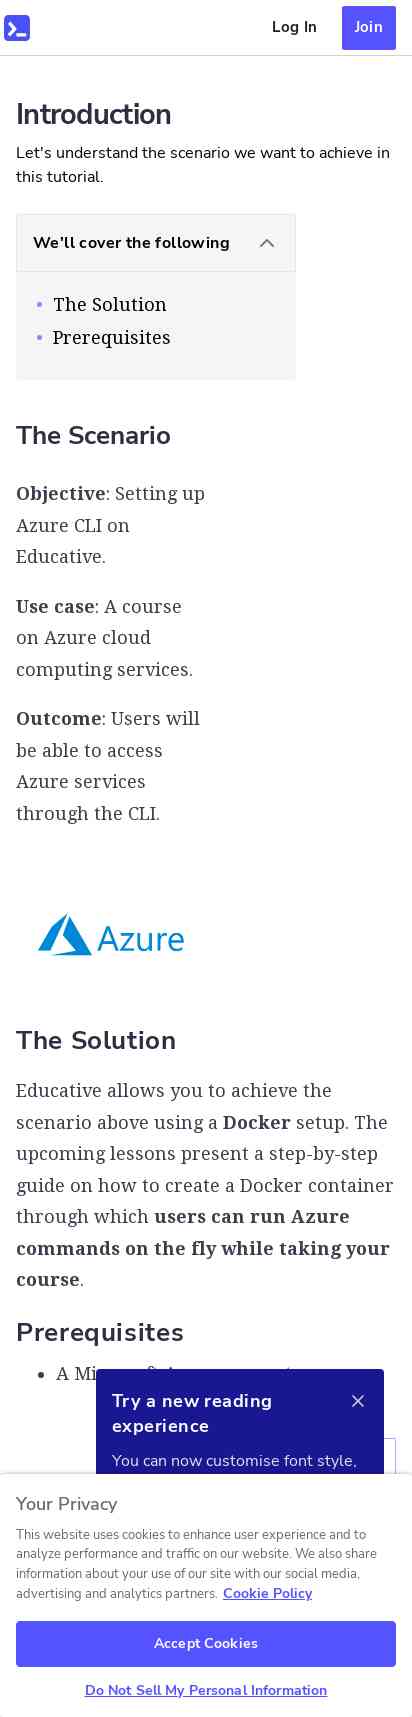 Log In
Join
Introduction
Let's understand the scenario we want to achieve in
this tutorial.
We'll cover the following
The Solution
Prerequisites
The Scenario
Objective: Setting up
Azure CLI on
Educative.
Use case: A course
on Azure cloud
computing services.
Outcome: Users will
be able to access
Azure services
through the CLI.
Azure
The Solution
Educative allows you to achieve the
scenario above using a Docker setup. The
upcoming lessons present a step-by-step
guide on how to create a Docker container
through which users can run Azure
commands on the fly while taking your
course.
Prerequisites
A
Try a new reading
experience
You can now customise font style,
Your Privacy
This website uses cookies to enhance user experience and to
analyze performance and traffic on our website. We also share
information about your use of our site with our social media,
advertising and analytics partners. Cookie Policy
Accept Cookies
Do Not Sell My Personal Information